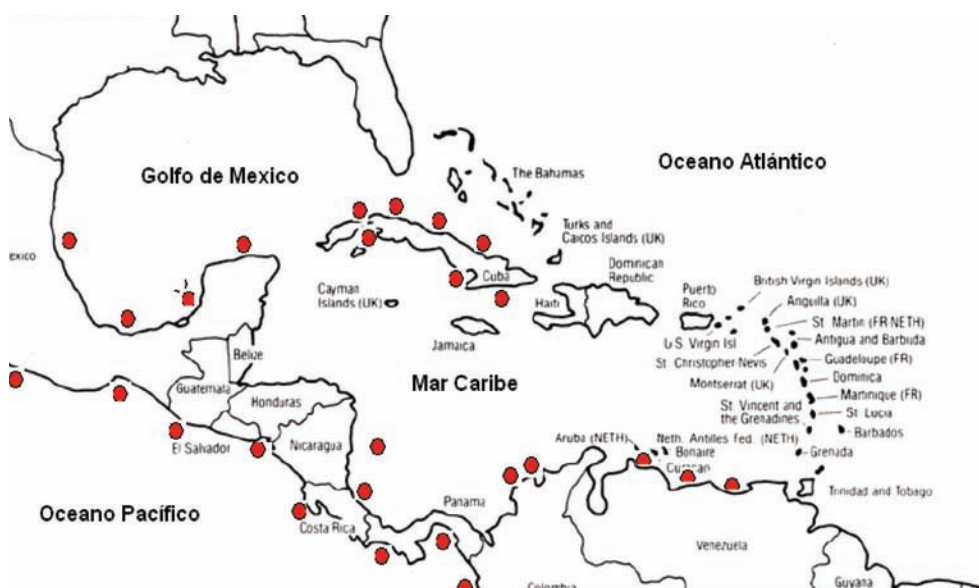 Oceano Atlántico
Golfo de Mexico
The Bahamas
Turks and
Caicos Islands (UK)
exico
Cayman
Islands (UK)
Cuba
Haiti
Dominican
Republic
Puerto
Rico
British Virgin Islands (UK)
Anguilla (UK)
St Martin (FR-NETH)
Antigua and Barbuda
U.S. Virgin Isl
St. Christopher-Nevis
Guadeloupe (FR)
Montserrat (UK)
Dominica
Martinique (FR)
St Vincent and
the Grenadines
St Lucia
Barbados
Jamaica
Belize
Mar Caribe
Guatemala
Honduras
El Salvador
Nicaragua
Aruba (NETH)
Neth. Antilles Fed. (NETH)
Bonaire
Grenada
Trinidad and Tobago
Oceano Pacífico
Costa Rica
Panama
Venezuela
Colombia
Guyana